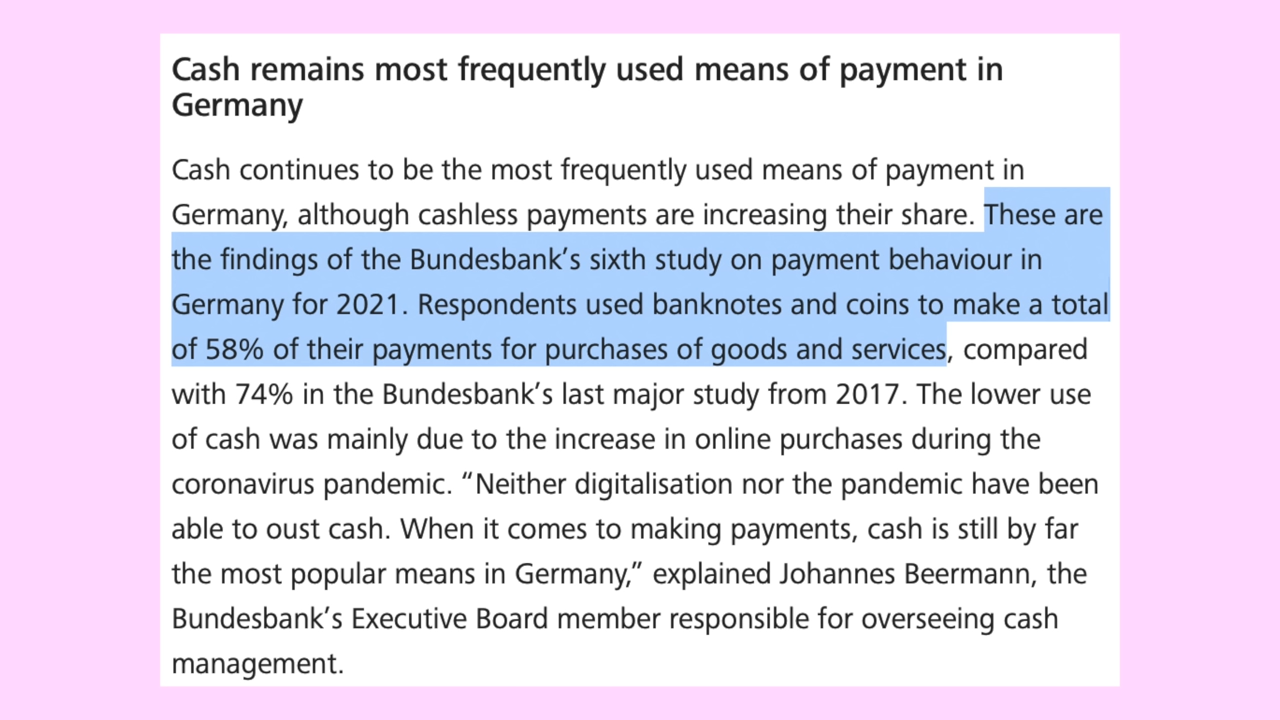 Cash remains most frequently used means of payment in
Germany
Cash continues to be the most frequently used means of payment in
Germany, although cashless payments are increasing their share. These are
the findings of the Bundesbank’s sixth study on payment behaviour in
Germany for 2021. Respondents used banknotes and coins to make a total
of 58% of their payments for purchases of goods and services, compared
with 74% in the Bundesbank’s last major study from 2017. The lower use
of cash was mainly due to the increase in online purchases during the
coronavirus pandemic. “Neither digitalisation nor the pandemic have been
able to oust cash. When it comes to making payments, cash is still by far
the most popular means in Germany,” explained Johannes Beermann, the
Bundesbank’s Executive Board member responsible for overseeing cash
management.